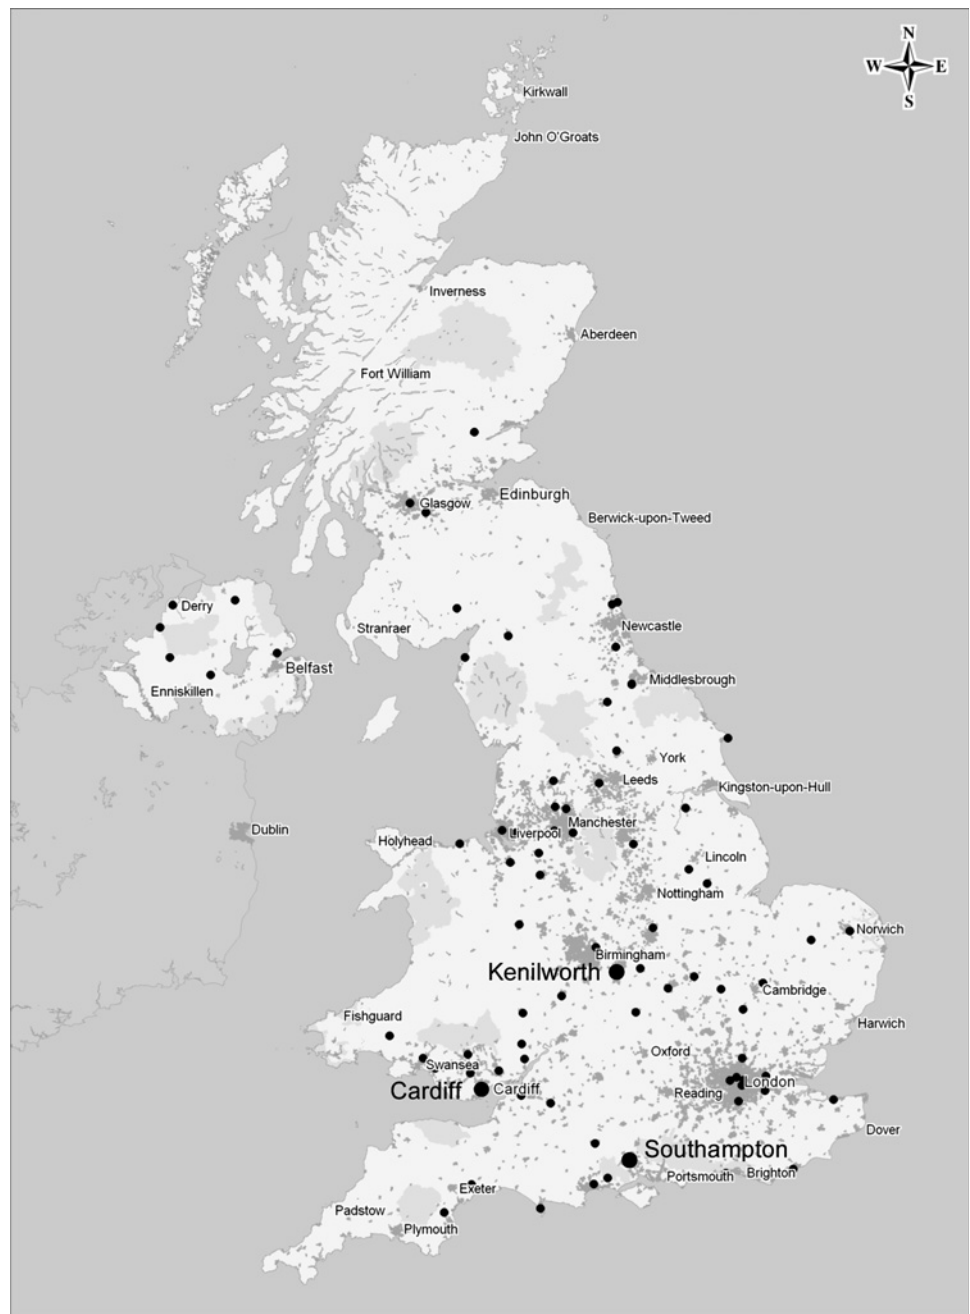 N
W E
S
Kirkwall
John O'Groats
Inverness
Aberdeen
Fort William
Glasgow
Edinburgh
Berwick-upon-Tweed
Derry
Newcastle
Stranraer
Belfast
Enniskillen
Middlesbrough
York
Leeds
Kingston-upon-Hull
Dublin
Manchester
Liverpool
Holyhead
Lincoln
Nottingham
Norwich
Birmingham
Kenilworth
Cambridge
Fishguard
Harwich
Oxford
Swansea
London
Cardiff
Cardiff
Reading
Dover
Southampton
Portsmouth
Brighton
Exeter
Padstow
Plymouth